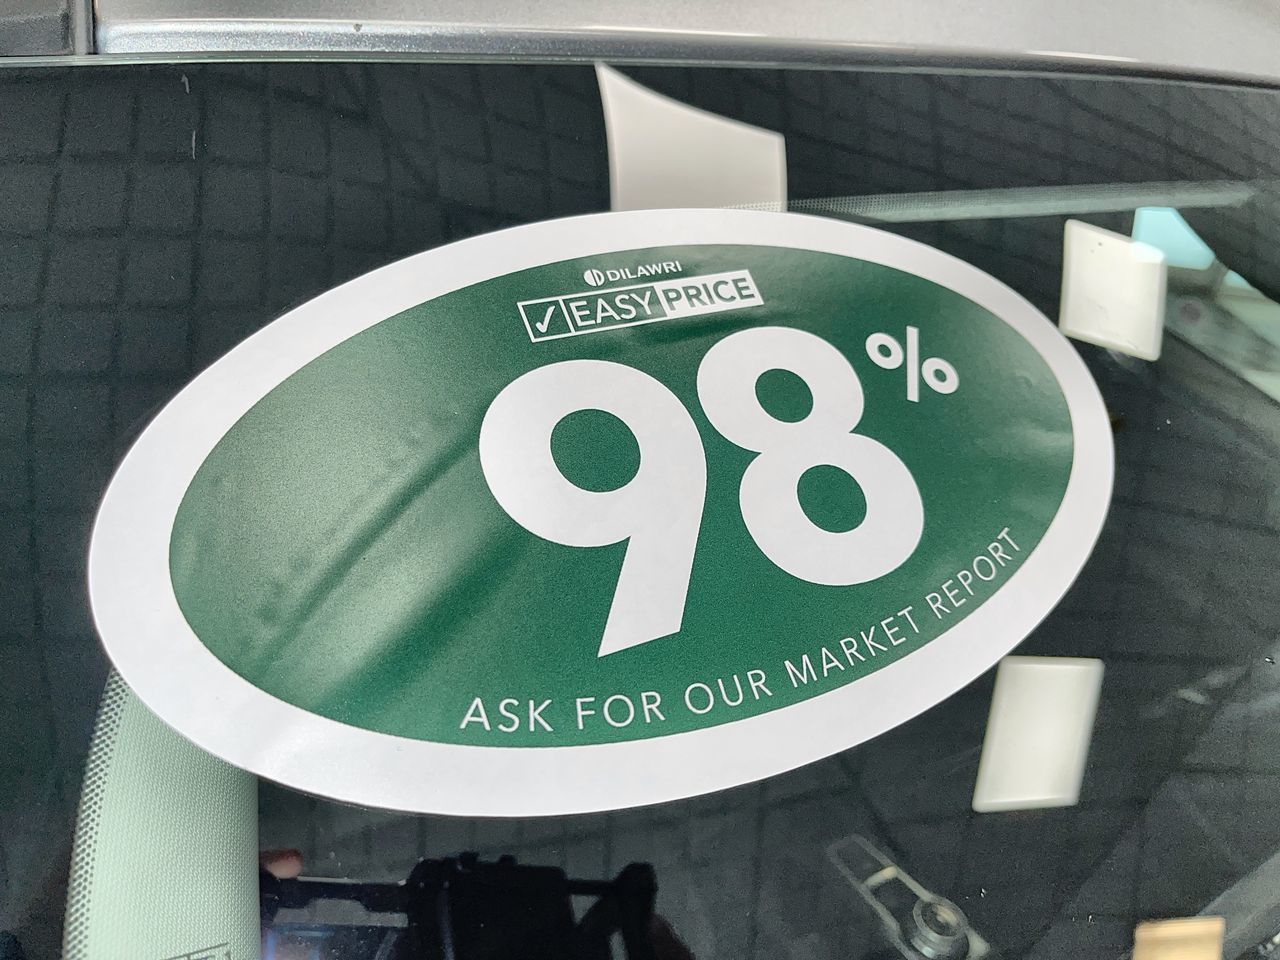 DILAWRI
✓ EASY PRICE
98%
ASK FOR OUR MARKET REPORT